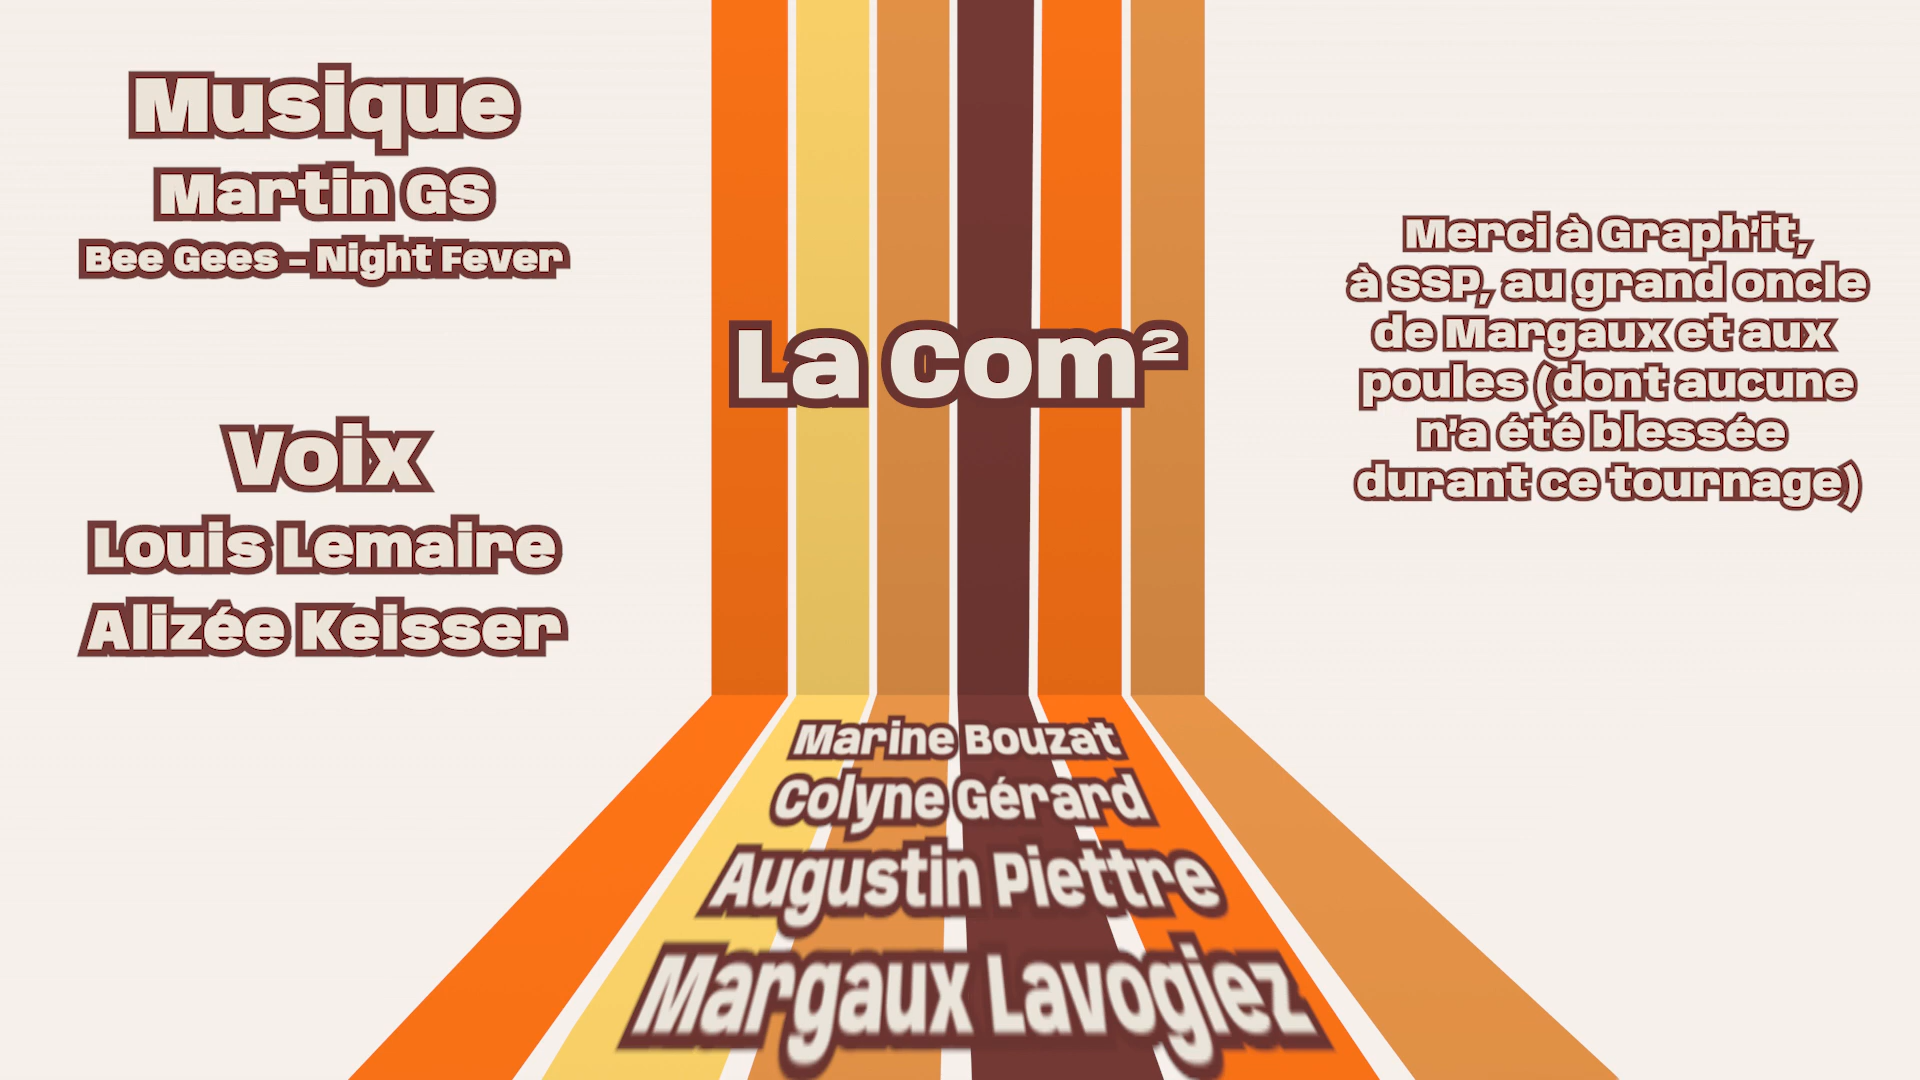 Musique
Martin GS
Bee Gees - Night Fever
Voix
Louis Lemaire
Alizée Keisser
La Com²
Marine Bouzat
Colyne Gérard
Augustin Piettre
Margaux Lavogiez
Merci à Graph'it,
à SSP, au grand oncle
de Margaux et aux
poules (dont aucune
n'a été blessée
durant ce tournage)